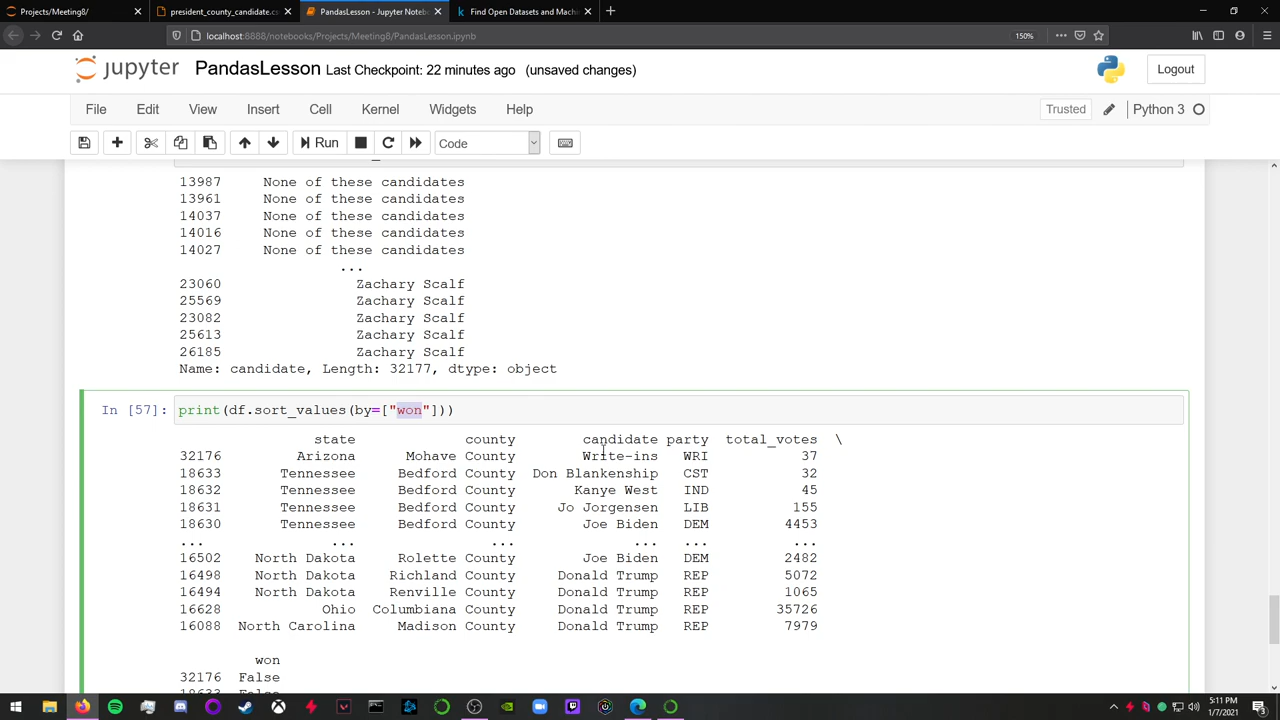 Projects/Meeting8/
president_county_candidate.cs
PandasLesson - Jupyter Noteb
Find Open Datasets and Machi
localhost:8888/notebooks/Projects/Meeting8/PandasLesson.ipynb
150%
jupyter PandasLesson Last Checkpoint: 22 minutes ago (unsaved changes)
Logout
File Edit View Insert Cell Kernel Widgets Help
Trusted
Python 3
Run
Code
13987 None of these candidates
13961 None of these candidates
14037 None of these candidates
14016 None of these candidates
14027 None of these candidates
...
23060 Zachary Scalf
25569 Zachary Scalf
23082 Zachary Scalf
25613 Zachary Scalf
26185 Zachary Scalf
Name: candidate, Length: 32177, dtype: object
In [57]: print(df.sort_values(by=["won"]))
state county candidate party total_votes \
32176 Arizona Mohave County Write-ins WRI 37
18633 Tennessee Bedford County Don Blankenship CST 32
18632 Tennessee Bedford County Kanye West IND 45
18631 Tennessee Bedford County Jo Jorgensen LIB 155
18630 Tennessee Bedford County Joe Biden DEM 4453
... ... ... ... ... ...
16502 North Dakota Rolette County Joe Biden DEM 2482
16498 North Dakota Richland County Donald Trump REP 5072
16494 North Dakota Renville County Donald Trump REP 1065
16628 Ohio Columbiana County Donald Trump REP 35726
16088 North Carolina Madison County Donald Trump REP 7979
won
32176 False
18633 False
5:11 PM
1/7/2021